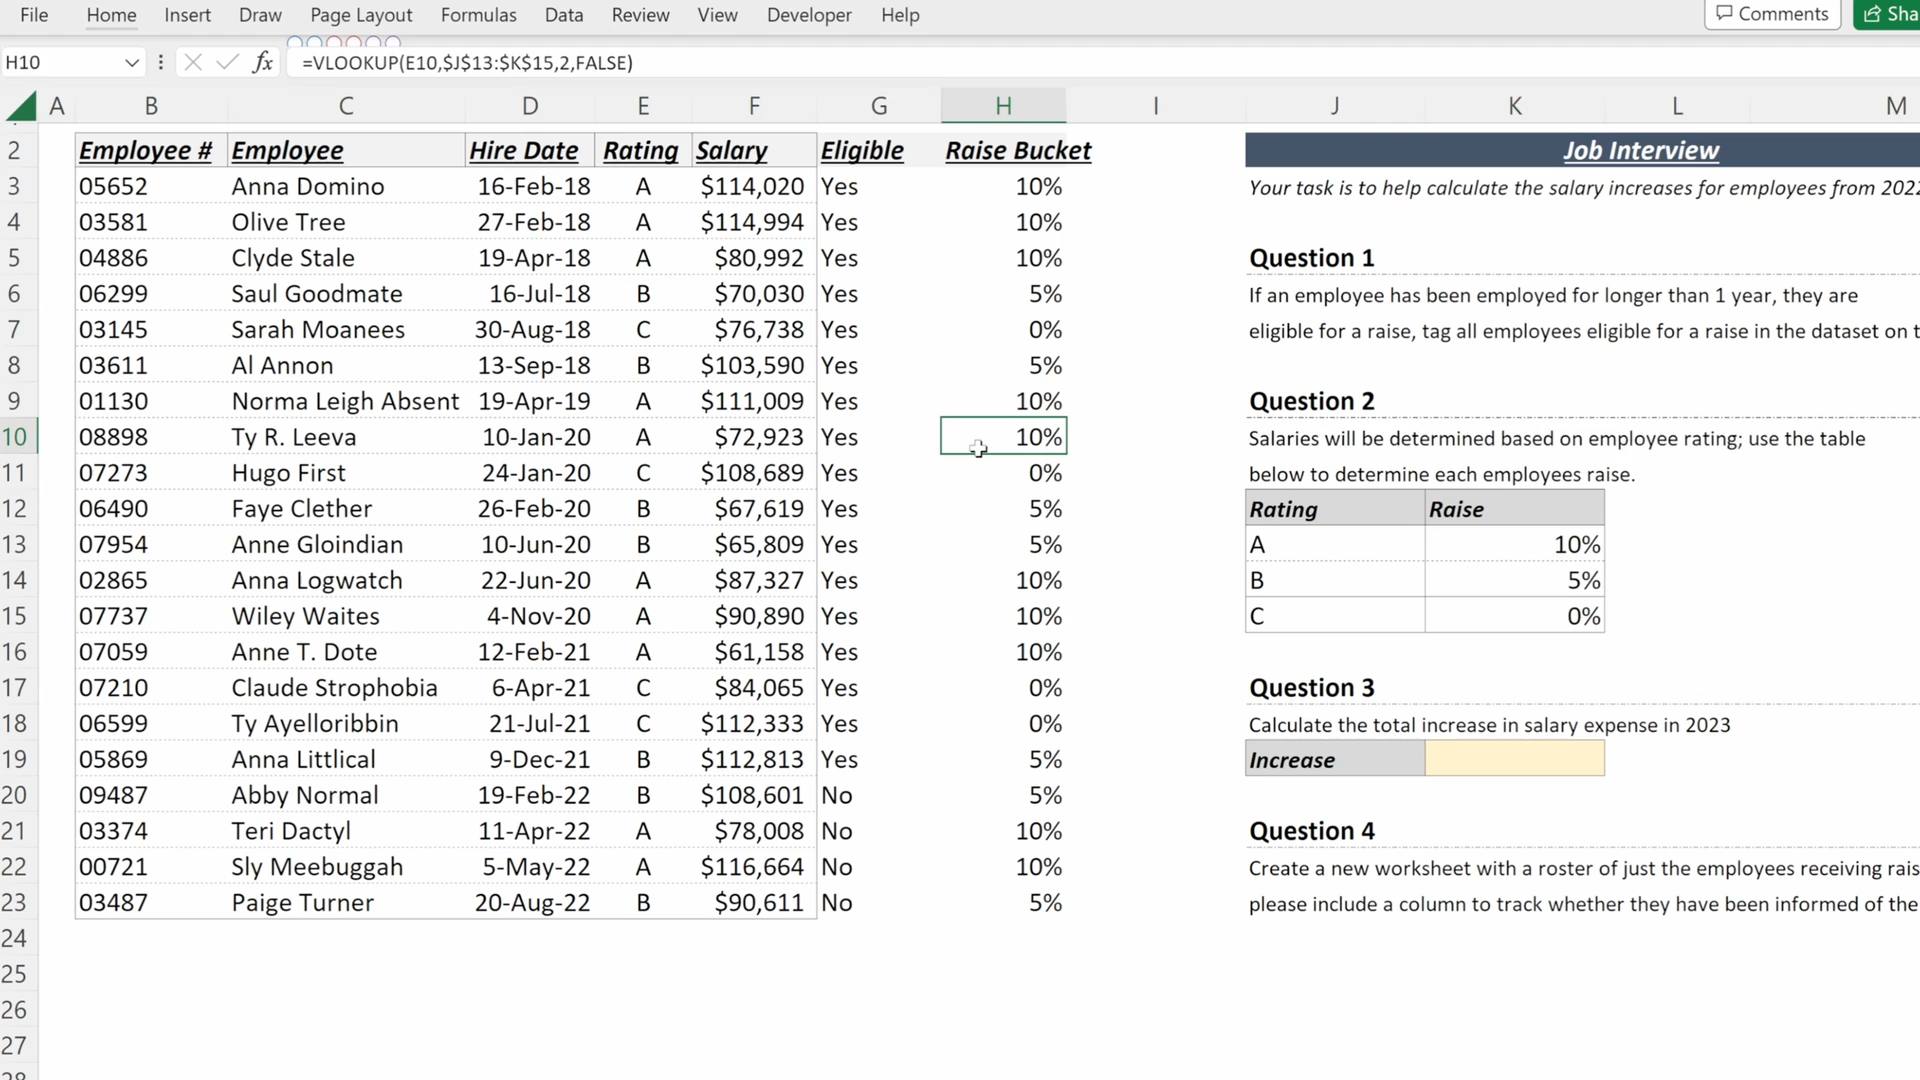 File Home Insert Draw Page Layout Formulas Data Review View Developer Help Comments
H10 fx =VLOOKUP(E10,$J$13:$K$15,2,FALSE)
A B C D E F G H I J K L M
2 Employee # Employee Hire Date Rating Salary Eligible Raise Bucket Job Interview
3 05652 Anna Domino 16-Feb-18 A $114,020 Yes 10% Your task is to help calculate the salary increases for employees from 2022
4 03581 Olive Tree 27-Feb-18 A $114,994 Yes 10%
5 04886 Clyde Stale 19-Apr-18 A $80,992 Yes 10% Question 1
6 06299 Saul Goodmate 16-Jul-18 B $70,030 Yes 5% If an employee has been employed for longer than 1 year, they are
7 03145 Sarah Moanees 30-Aug-18 C $76,738 Yes 0% eligible for a raise, tag all employees eligible for a raise in the dataset on
8 03611 Al Annon 13-Sep-18 B $103,590 Yes 5%
9 01130 Norma Leigh Absent 19-Apr-19 A $111,009 Yes 10% Question 2
10 08898 Ty R. Leeva 10-Jan-20 A $72,923 Yes 10% Salaries will be determined based on employee rating; use the table
11 07273 Hugo First 24-Jan-20 C $108,689 Yes 0% below to determine each employees raise.
12 06490 Faye Clether 26-Feb-20 B $67,619 Yes 5% Rating Raise
13 07954 Anne Gloindian 10-Jun-20 B $65,809 Yes 5% A 10%
14 02865 Anna Logwatch 22-Jun-20 A $87,327 Yes 10% B 5%
15 07737 Wiley Waites 4-Nov-20 A $90,890 Yes 10% C 0%
16 07059 Anne T. Dote 12-Feb-21 A $61,158 Yes 10%
17 07210 Claude Strophobia 6-Apr-21 C $84,065 Yes 0% Question 3
18 06599 Ty Ayelloribbin 21-Jul-21 C $112,333 Yes 0% Calculate the total increase in salary expense in 2023
19 05869 Anna Littlical 9-Dec-21 B $112,813 Yes 5% Increase
20 09487 Abby Normal 19-Feb-22 B $108,601 No 5%
21 03374 Teri Dactyl 11-Apr-22 A $78,008 No 10% Question 4
22 00721 Sly Meebuggah 5-May-22 A $116,664 No 10% Create a new worksheet with a roster of just the employees receiving
23 03487 Paige Turner 20-Aug-22 B $90,611 No 5% please include a column to track whether they have been informed of the
24
25
26
27